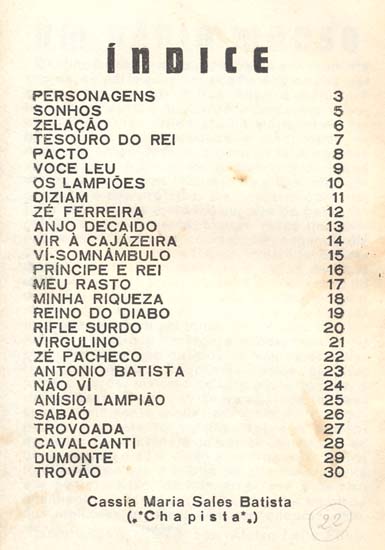 ÍNDICE
PERSONAGENS 3
SONHOS 5
ZELAÇÃO 6
TESOURO DO REI 7
PACTO 8
VOCE LEU 9
OS LAMPIÕES 10
DIZIAM 11
ZÉ FERREIRA 12
ANJO DECAIDO 13
VIR À CAJÁZEIRA 14
VÍ-SOMNÂMBULO 15
PRÍNCIPE E REI 16
MEU RASTO 17
MINHA RIQUEZA 18
REINO DO DIABO 19
RIFLE SURDO 20
VIRGULINO 21
ZÉ PACHECO 22
ANTONIO BATISTA 23
NÃO VÍ 24
ANÍSIO LAMPIÃO 25
SABAÓ 26
TROVOADA 27
CAVALCANTI 28
DUMONTE 29
TROVÃO 30
Cassia Maria Sales Batista
(„*Chapista*„)
22